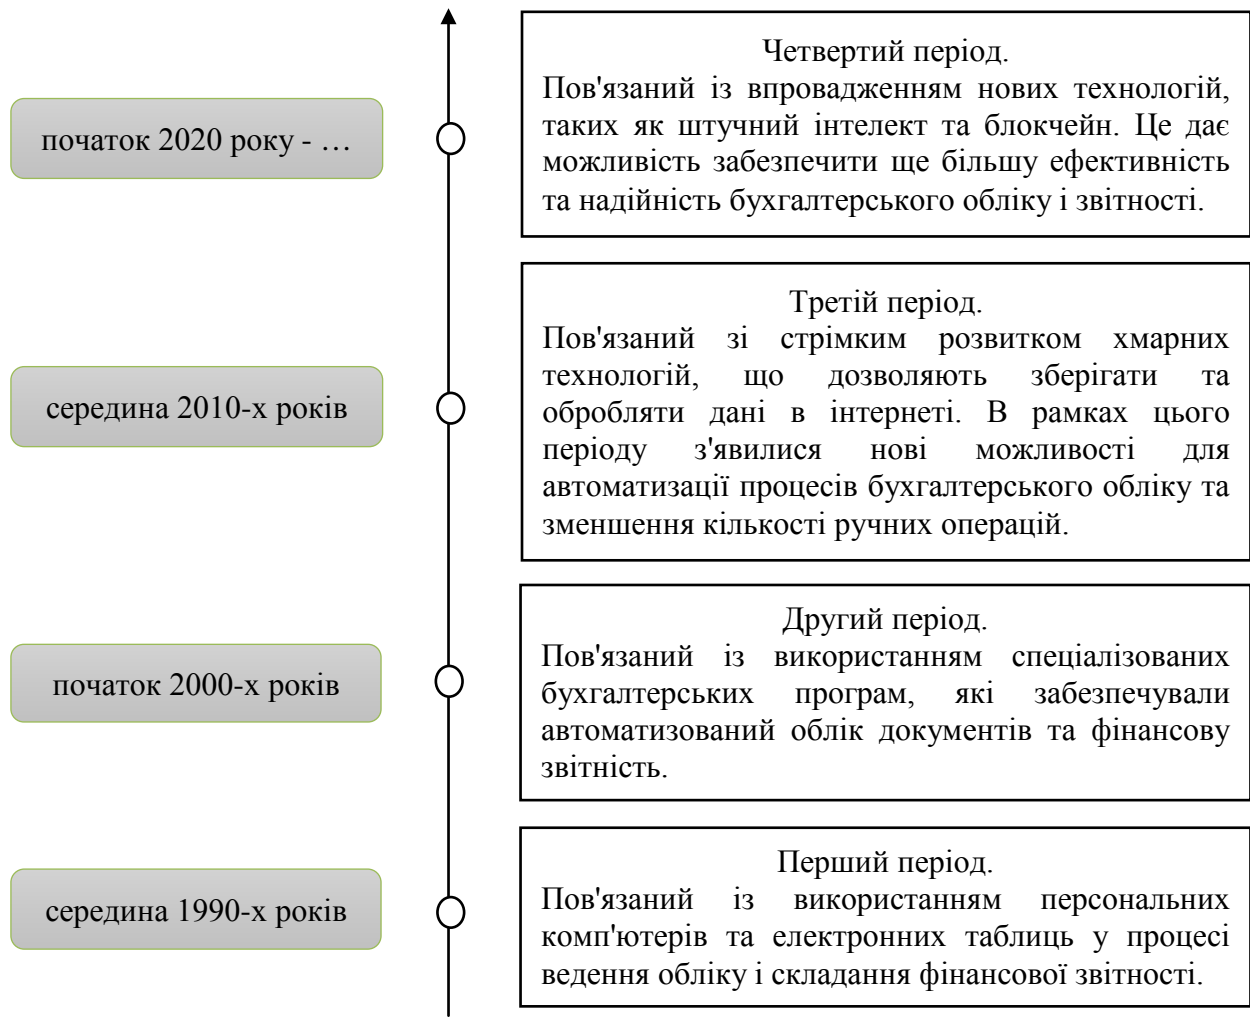 початок 2020 року - …
Четвертий період.
Пов'язаний із впровадженням нових технологій,
таких як штучний інтелект та блокчейн. Це дає
можливість забезпечити ще більшу ефективність
та надійність бухгалтерського обліку і звітності.
середина 2010-х років
Третій період.
Пов'язаний зі стрімким розвитком хмарних
технологій, що дозволяють зберігати та
обробляти дані в інтернеті. В рамках цього
періоду з'явилися нові можливості для
автоматизації процесів бухгалтерського обліку та
зменшення кількості ручних операцій.
початок 2000-х років
Другий період.
Пов'язаний із використанням спеціалізованих
бухгалтерських програм, які забезпечували
автоматизований облік документів та фінансову
звітність.
середина 1990-х років
Перший період.
Пов'язаний із використанням персональних
комп'ютерів та електронних таблиць у процесі
ведення обліку і складання фінансової звітності.